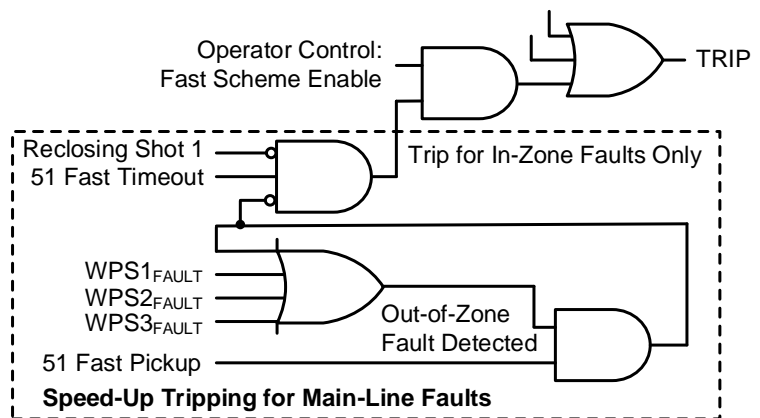 Operator Control:
Fast Scheme Enable
TRIP
Reclosing Shot 1
51 Fast Timeout
Trip for In-Zone Faults Only
WPS1FAULT
WPS2FAULT
WPS3FAULT
Out-of-Zone
Fault Detected
51 Fast Pickup
Speed-Up Tripping for Main-Line Faults